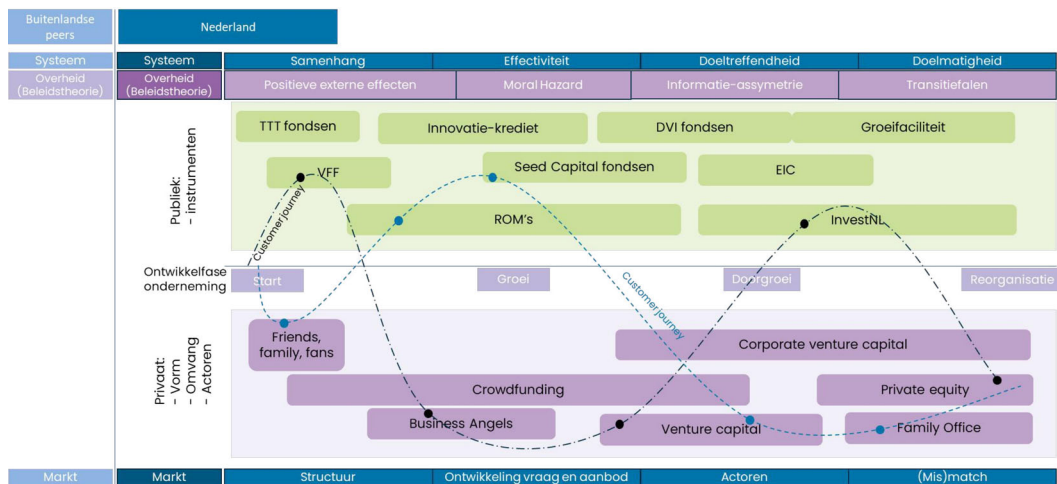 Buitenlandse
peers
Nederland
Systeem
Systeem
Samenhang
Effectiviteit
Doeltreffendheid
Doelmatigheid
Overheid
(Beleidstheorie)
Overheid
(Beleidstheorie)
Positieve externe effecten
Moral Hazard
Informatie-assymetrie
Transitiefalen
Publiek:
- instrumenten
TTT fondsen
Innovatie-krediet
DVI fondsen
Groeifaciliteit
VFF
Seed Capital fondsen
EIC
ROM's
InvestNL
Customer journey
Ontwikkelfase
onderneming
Start
Groei
Doorgroei
Reorganisatie
Customer journey
Privaat:
- Vorm
- Omvang
- Actoren
Friends,
family, fans
Corporate venture capital
Crowdfunding
Private equity
Business Angels
Venture capital
Family Office
Markt
Markt
Structuur
Ontwikkeling vraag en aanbod
Actoren
(Mis)match